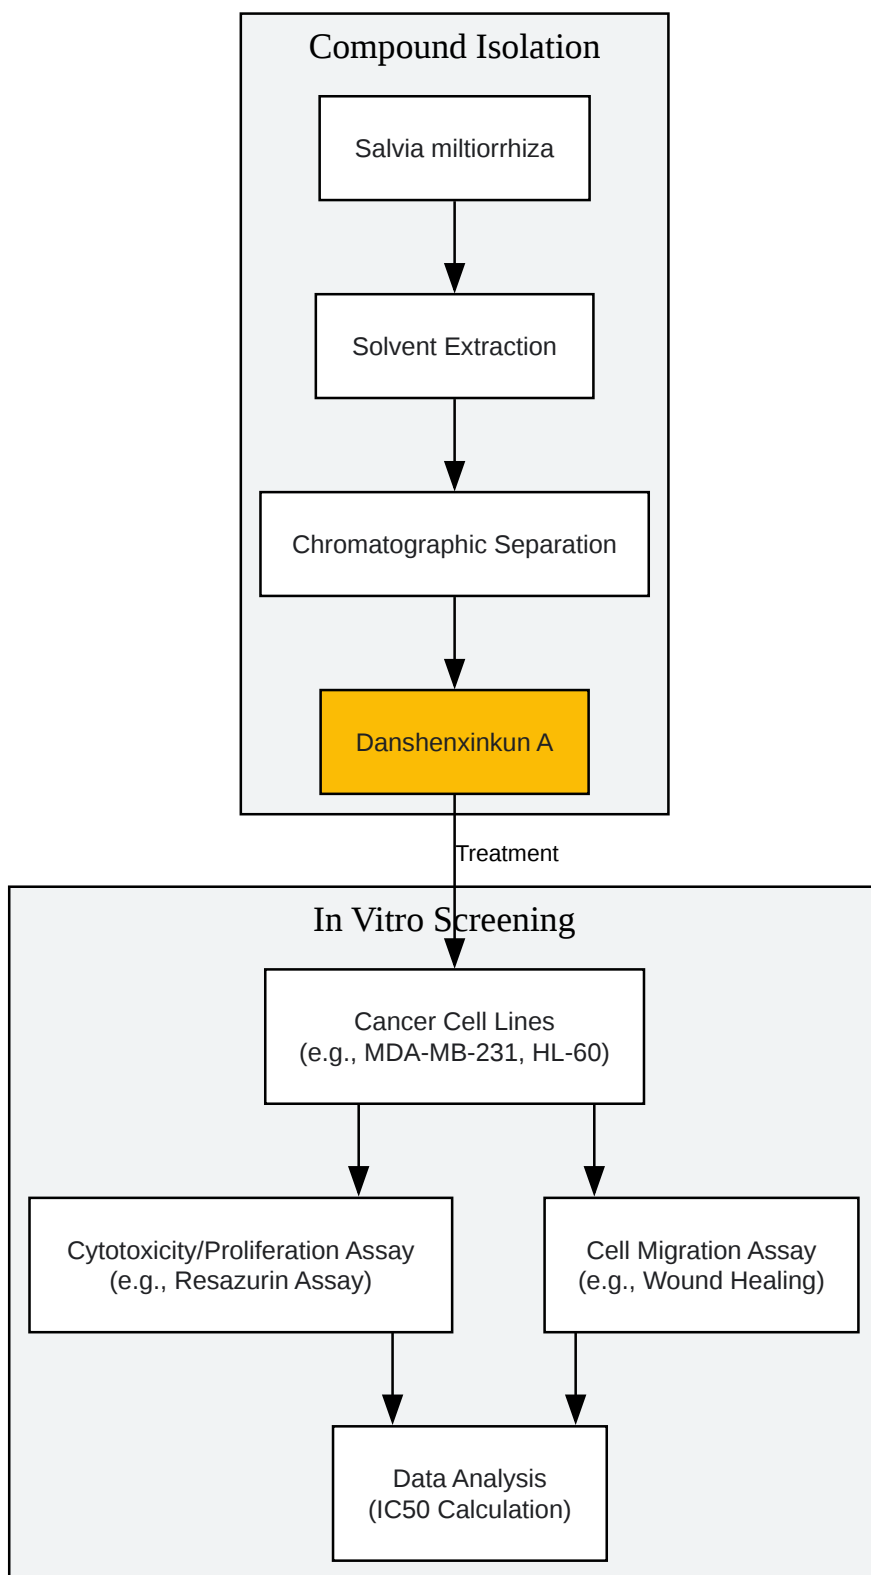 Compound Isolation
Salvia miltiorrhiza
Solvent Extraction
Chromatographic Separation
Danshenxinkun A
Treatment
In Vitro Screening
Cancer Cell Lines
(e.g., MDA-MB-231, HL-60)
Cytotoxicity/Proliferation Assay
(e.g., Resazurin Assay)
Cell Migration Assay
(e.g., Wound Healing)
Data Analysis
(IC50 Calculation)